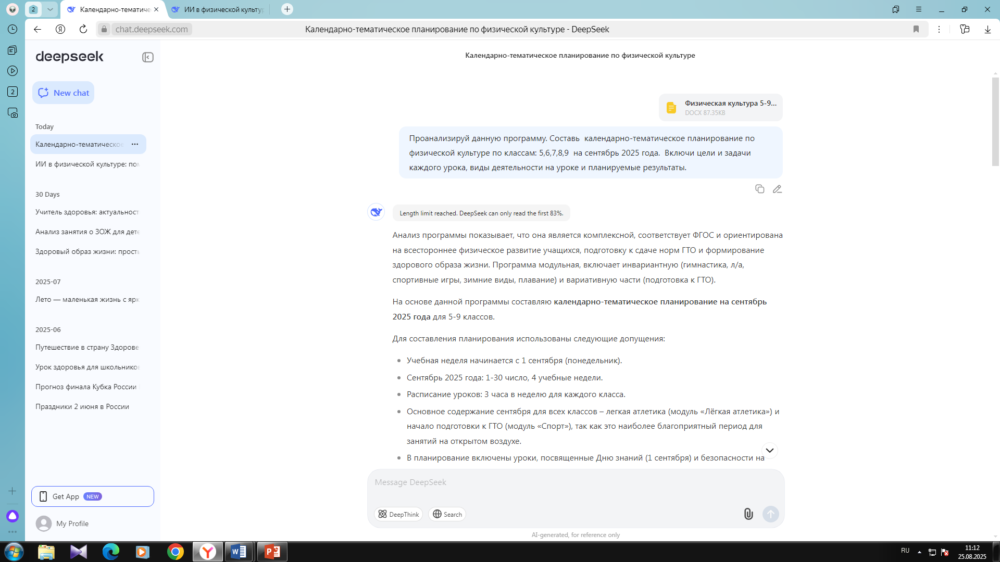 2
Календарно-тематичес
ИИ в физической культур
chat.deepseek.com
Календарно-тематическое планирование по физической культуре - DeepSeek
2
deepseek
New chat
Today
Календарно-тематическое
ИИ в физической культуре: по
30 Days
Учитель здоровья: актуальност
Анализ занятия о ЗОЖ для дете
Здоровый образ жизни: прост
2025-07
Лето — маленькая жизнь с ярк
2025-06
Путешествие в страну Здорове
Урок здоровья для школьников
Прогноз финала Кубка России
Праздники 2 июня в России
Get App NEW
My Profile
Календарно-тематическое планирование по физической культуре
Физическая культура 5-9...
DOCX 87.35KB
Проанализируй данную программу. Составь календарно-тематическое планирование по
физической культуре по классам: 5,6,7,8,9 на сентябрь 2025 года. Включи цели и задачи
каждого урока, виды деятельности на уроке и планируемые результаты.
Length limit reached. DeepSeek can only read the first 83%.
Анализ программы показывает, что она является комплексной, соответствует ФГОС и ориентирована
на всестороннее физическое развитие учащихся, подготовку к сдаче норм ГТО и формирование
здорового образа жизни. Программа модульная, включает инвариантную (гимнастика, л/а,
спортивные игры, зимние виды, плавание) и вариативную части (подготовка к ГТО).
На основе данной программы составляю календарно-тематическое планирование на сентябрь
2025 года для 5-9 классов.
Для составления планирования использованы следующие допущения:
Учебная неделя начинается с 1 сентября (понедельник).
Сентябрь 2025 года: 1-30 число, 4 учебные недели.
Расписание уроков: 3 часа в неделю для каждого класса.
Основное содержание сентября для всех классов – легкая атлетика (модуль «Лёгкая атлетика») и
начало подготовки к ГТО (модуль «Спорт»), так как это наиболее благоприятный период для
занятий на открытом воздухе.
В планирование включены уроки, посвященные Дню знаний (1 сентября) и безопасности на
Message DeepSeek
DeepThink
Search
AI-generated, for reference only
RU
11:12
25.08.2025